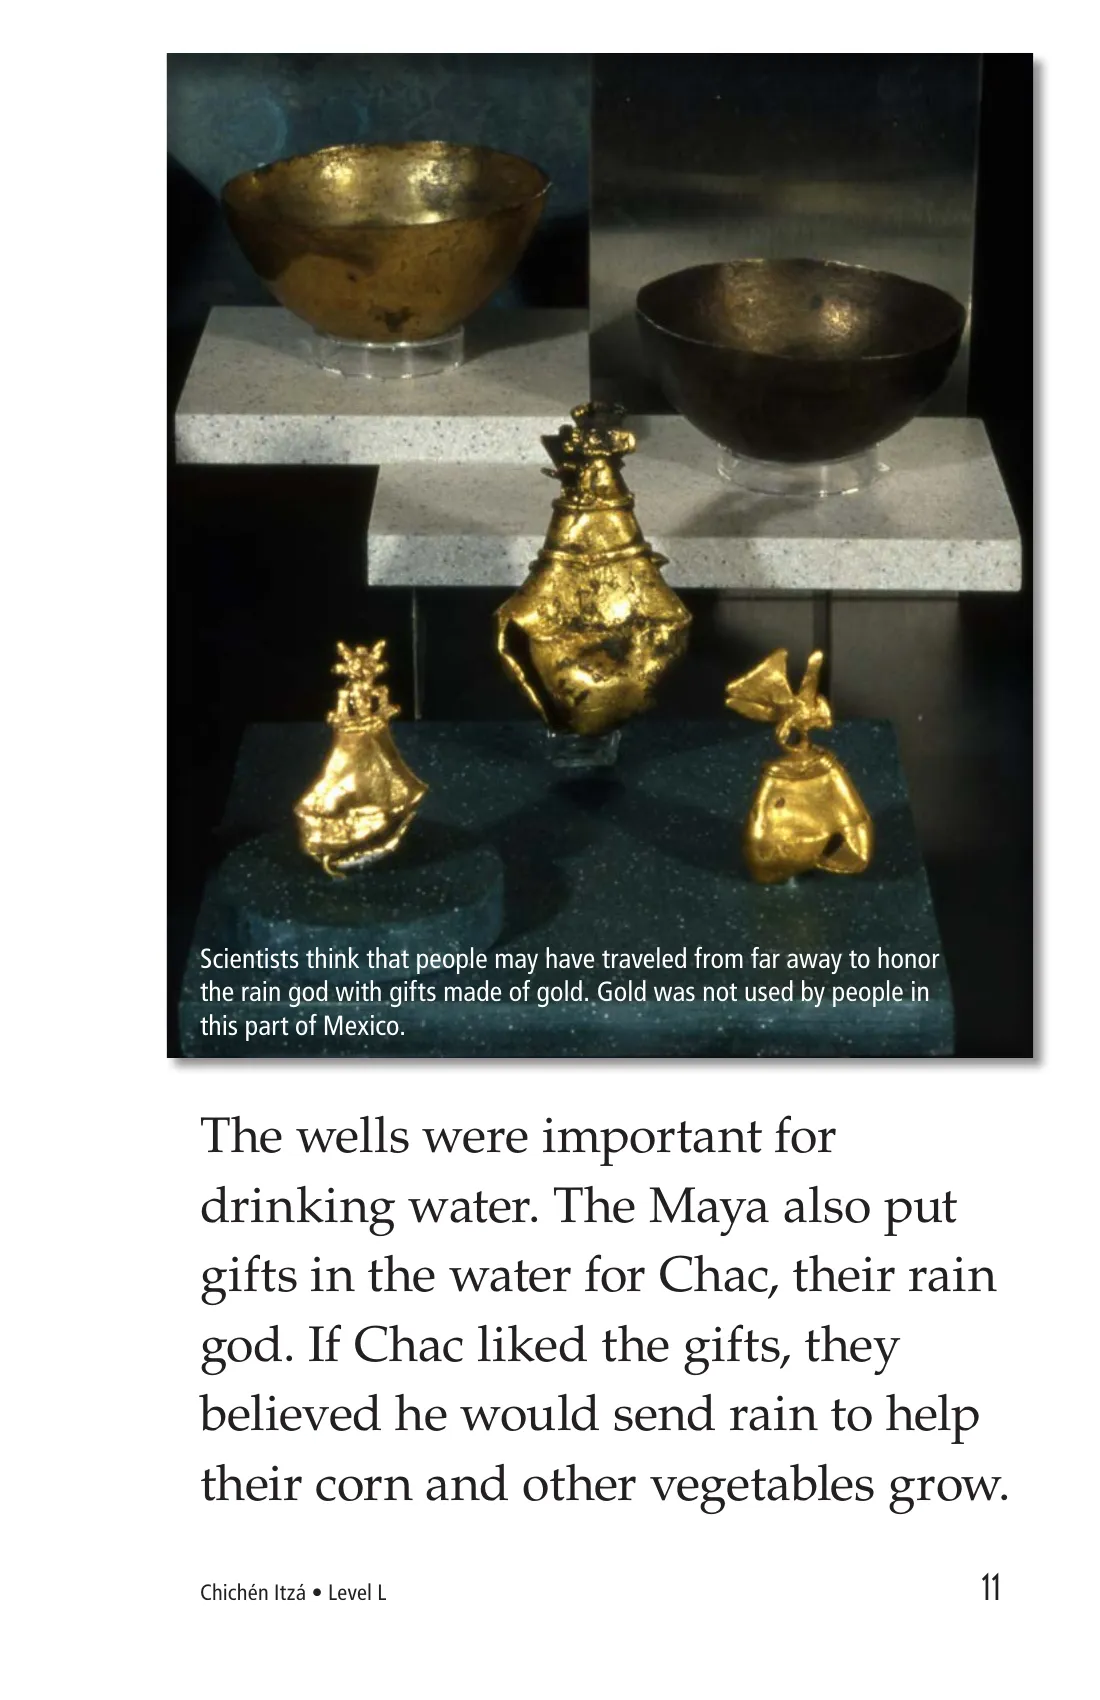 Scientists think that people may have traveled from far away to honor
the rain god with gifts made of gold. Gold was not used by people in
this part of Mexico.
The wells were important for
drinking water. The Maya also put
gifts in the water for Chac, their rain
god. If Chac liked the gifts, they
believed he would send rain to help
their corn and other vegetables grow.
Chichén Itzá • Level L
11